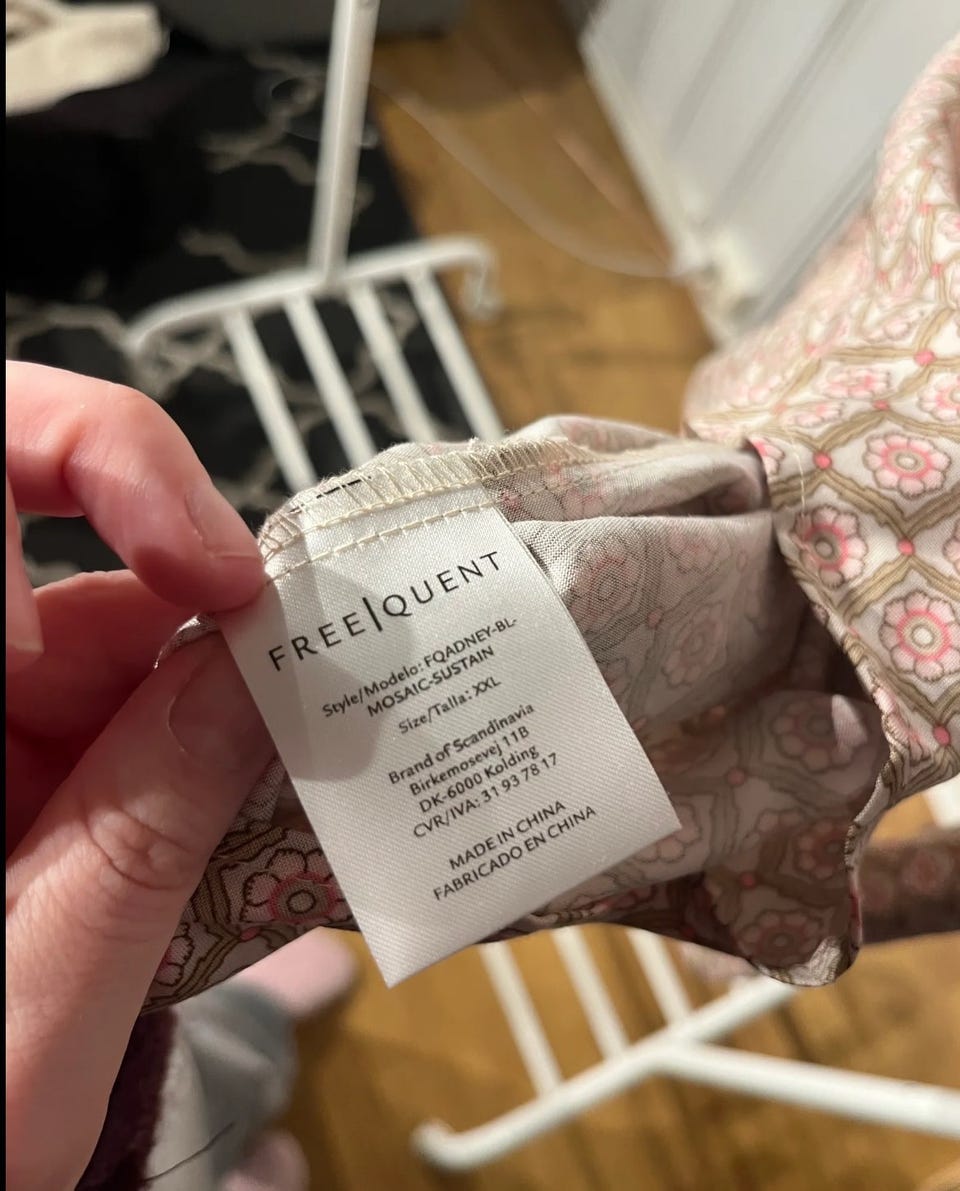 FREE|QUENT
Style/Modelo: FQADNEY-BL-
MOSAIC-SUSTAIN
Size/Talla: XXL
Brand of Scandinavia
Birkemosevej 11B
DK-6000 Kolding
CVR/IVA: 31 93 78 17
MADE IN CHINA
FABRICADO EN CHINA